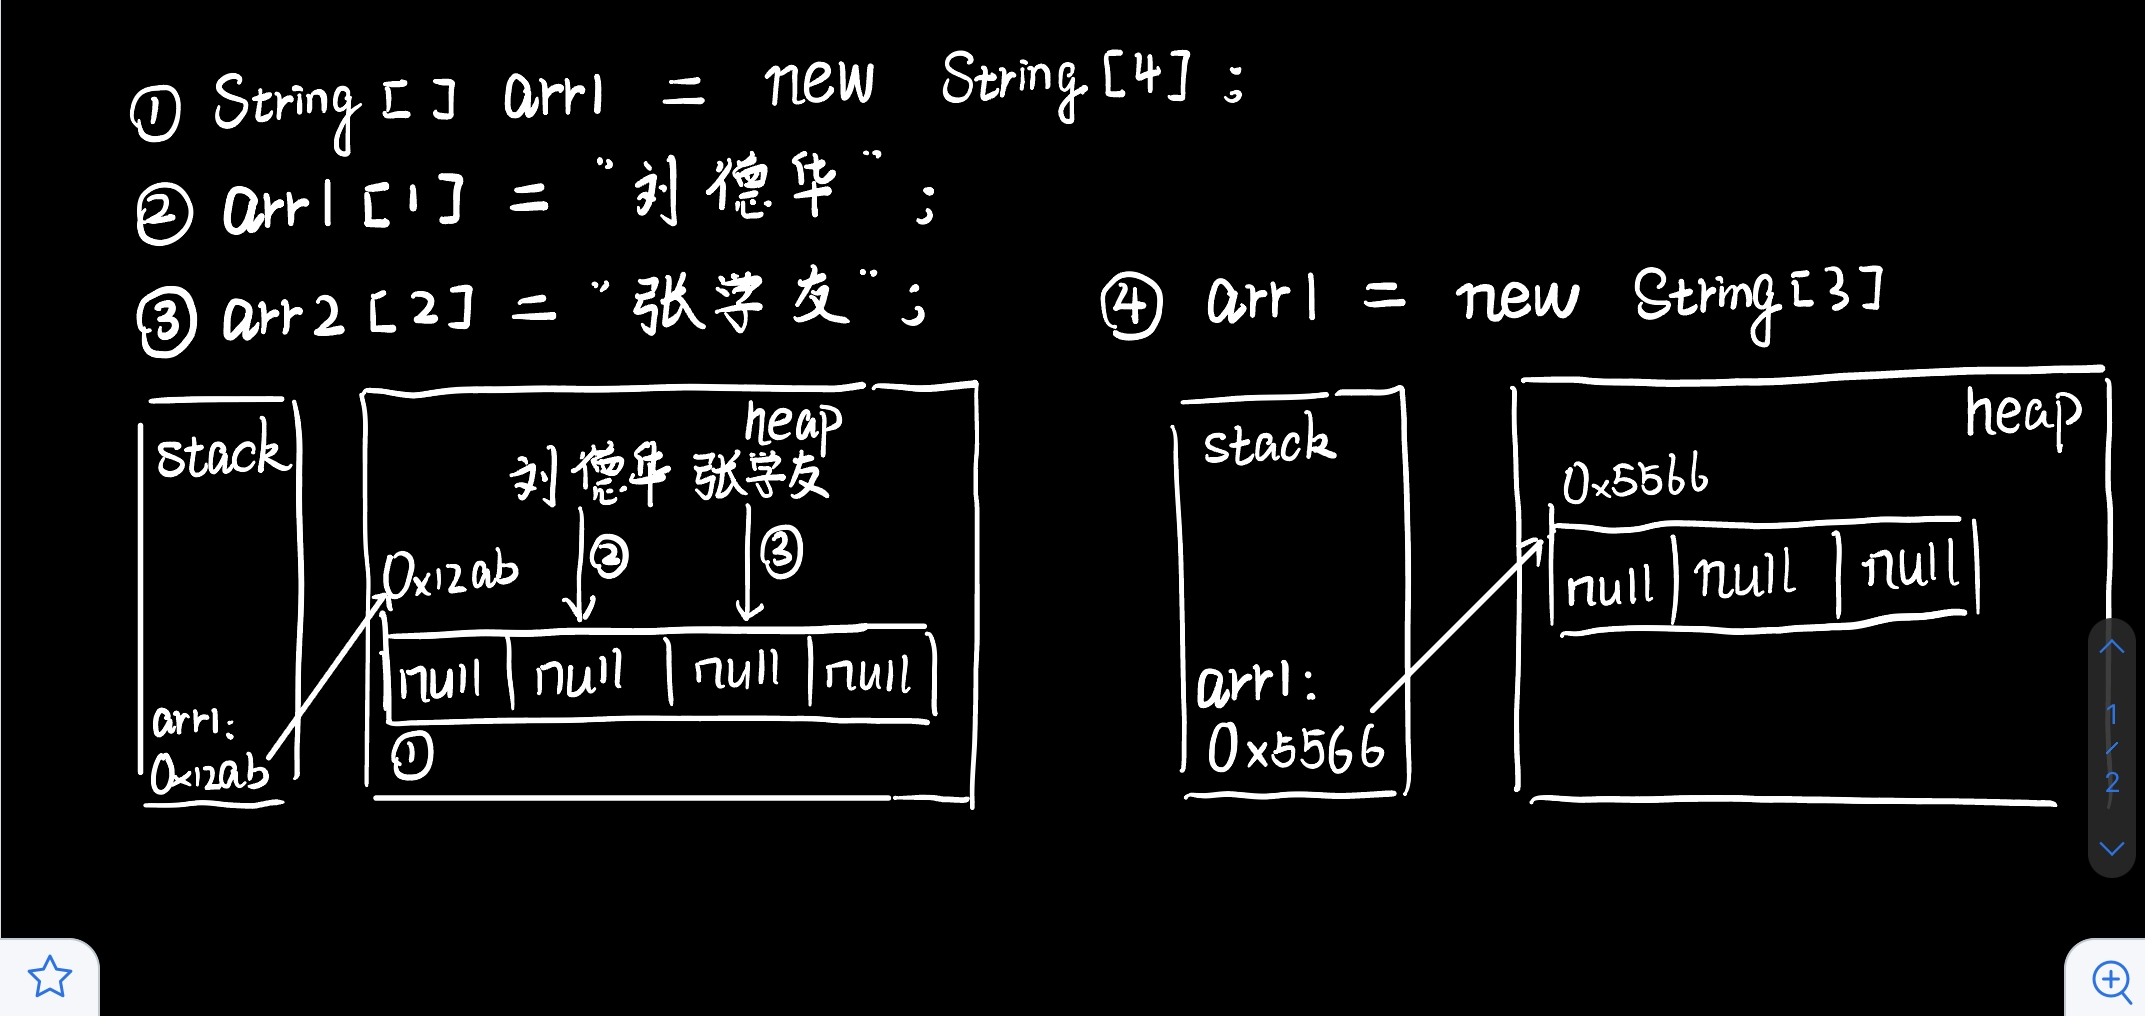 ① String [ ] arr1 = new String[4] ;
② arr1 [1] = "刘德华" ;
③ arr2 [2] = "张学友" ;
④ arr1 = new String[3]
stack
heap
刘德华 张学友
② ③
0x12ab
null null null null
arr1:
0x12ab
①
stack
heap
0x5566
null null null
arr1:
0x5566
1
/
2